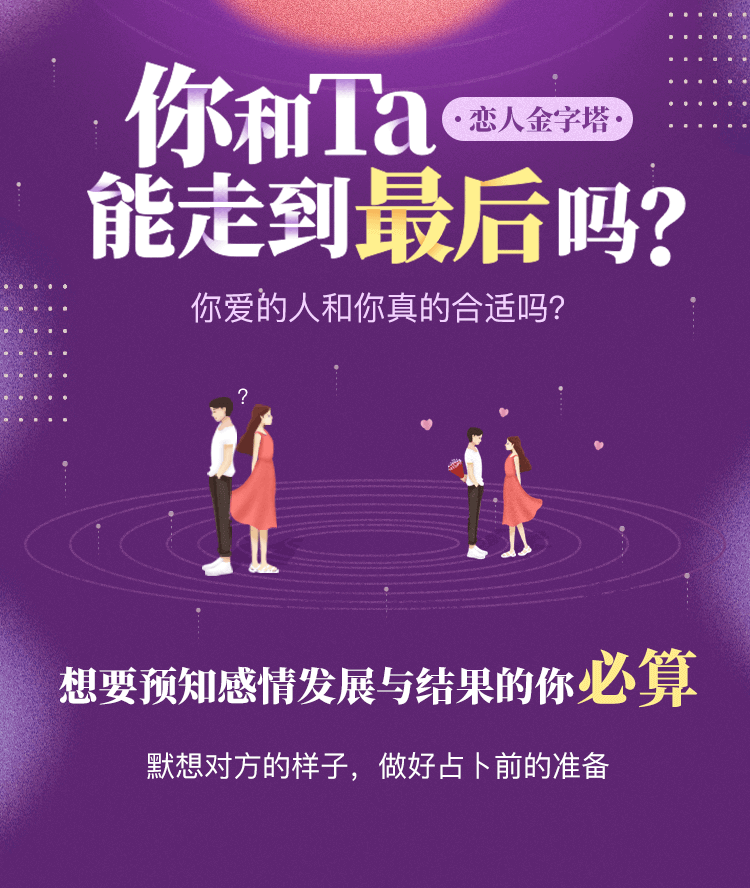 你和Ta
·恋人金字塔·
能走到最后吗?
你爱的人和你真的合适吗?
?
想要预知感情发展与结果的你必算
默想对方的样子，做好占卜前的准备